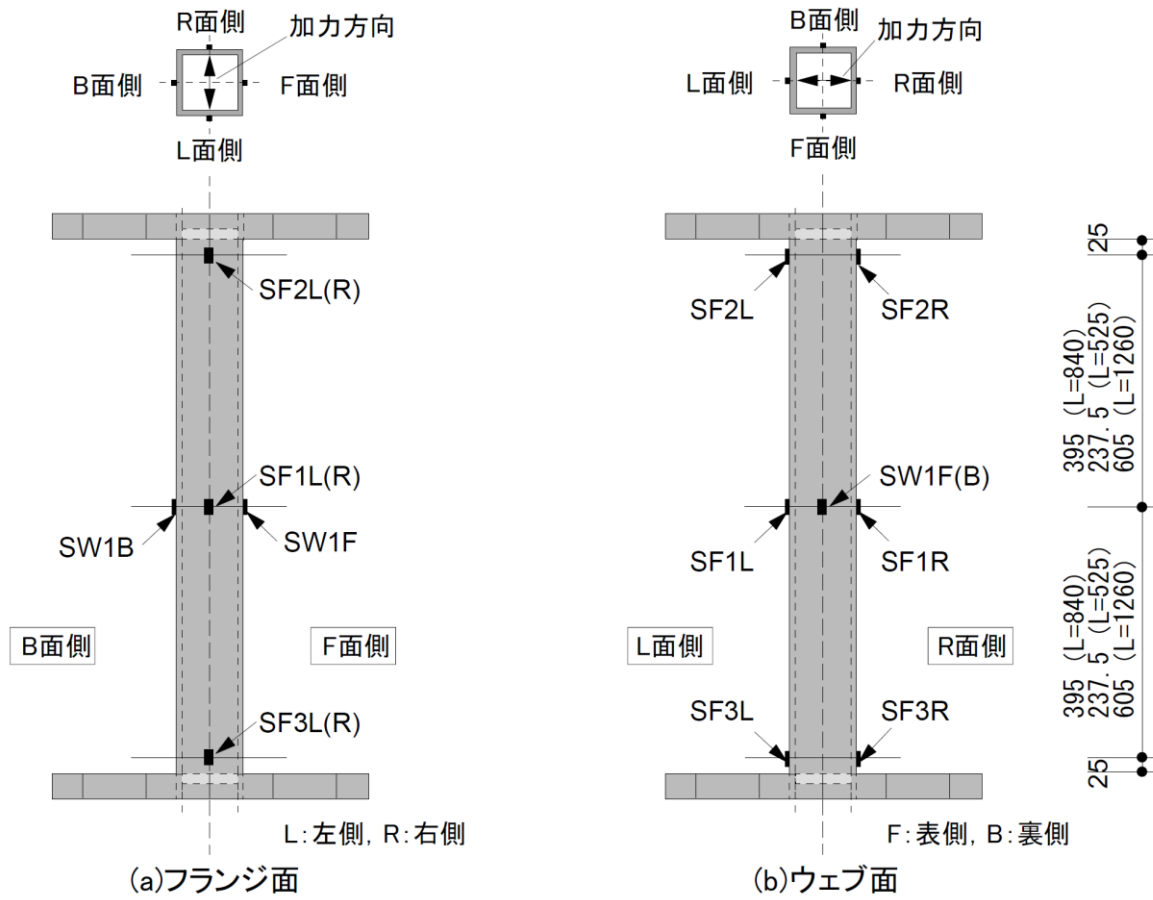 R面側
加力方向
B面側
F面側
L面側
SF2L(R)
SF1L(R)
SW1B
SW1F
B面側
F面側
SF3L(R)
L:左側, R:右側
(a)フランジ面
B面側
加力方向
L面側
R面側
F面側
SF2L
SF2R
SW1F(B)
SF1L
SF1R
L面側
R面側
SF3L
SF3R
F:表側, B:裏側
(b)ウェブ面
25
395 (L=840)
237.5 (L=525)
605 (L=1260)
395 (L=840)
237.5 (L=525)
605 (L=1260)
25